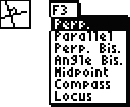 F3
Perp.
Parallel
Perp. Bis.
Angle Bis.
Midpoint
Compass
Locus